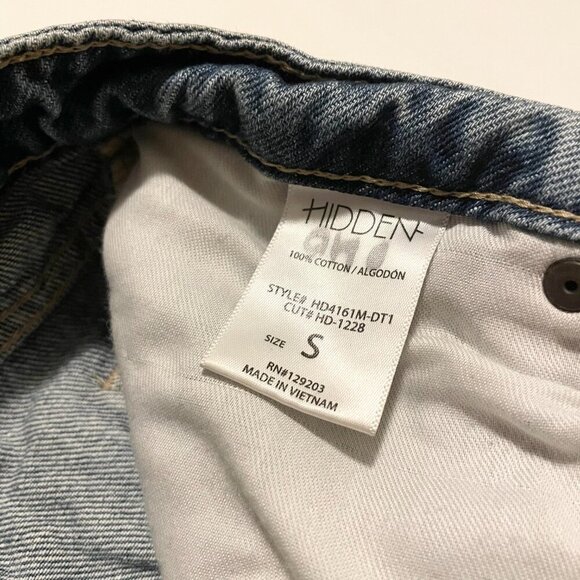 HIDDEN
100% COTTON / ALGODÓN
STYLE# HD4161M-DT1
CUT# HD-1228
SIZE S
RN#129203
MADE IN VIETNAM